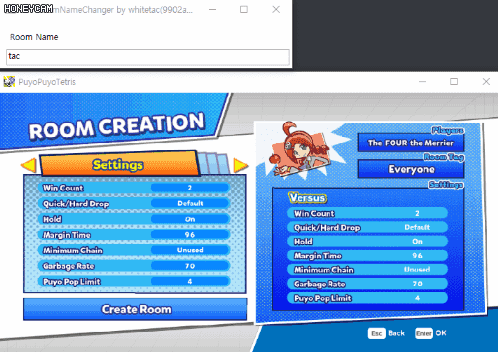 HONEYCAM
omNameChanger by whitetac(9902a...
Room Name
tac
PuyoPuyoTetris
ROOM CREATION
Settings
Win Count 2
Quick/Hard Drop Default
Hold On
Margin Time 96
Minimum Chain Unused
Garbage Rate 70
Puyo Pop Limit 4
Create Room
Players
The FOUR the Merrier
Room Tag
Everyone
Settings
Versus
Win Count 2
Quick/Hard Drop Default
Hold On
Margin Time 96
Minimum Chain Unused
Garbage Rate 70
Puyo Pop Limit 4
Esc Back Enter OK